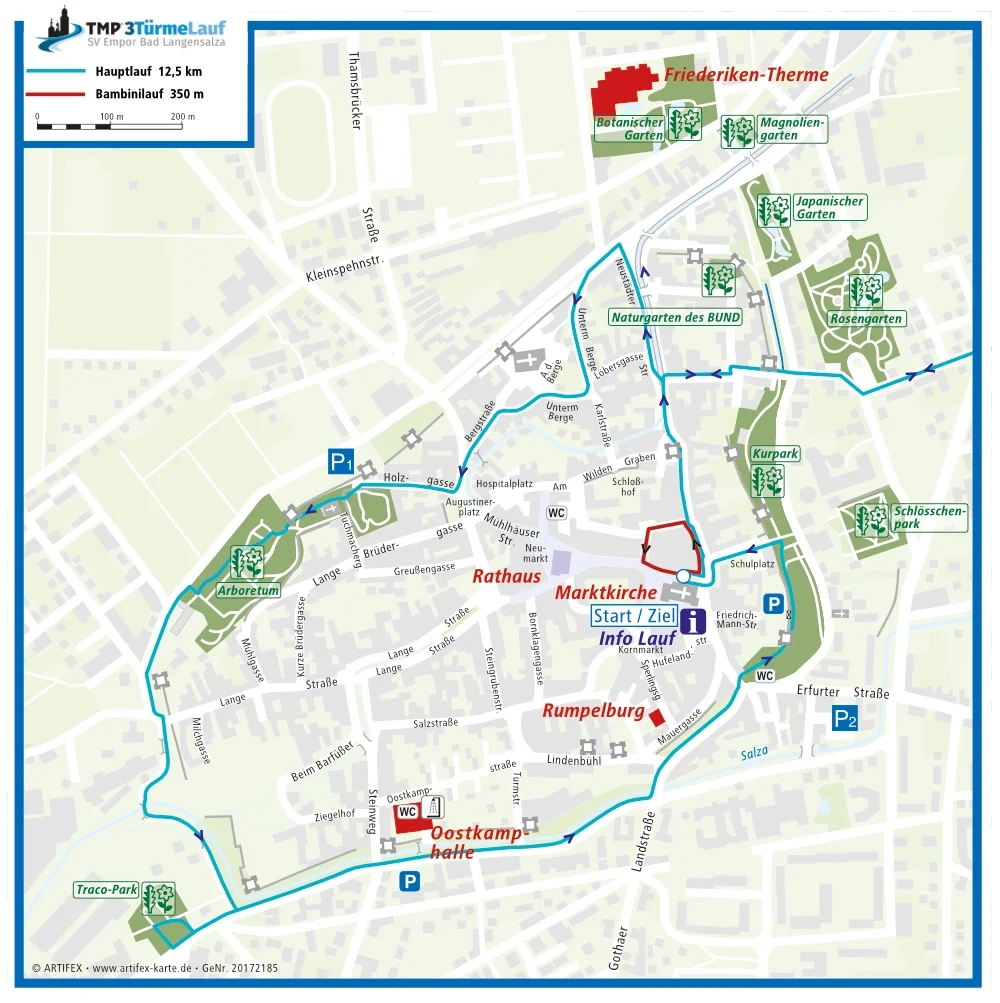 TMP 3TürmeLauf
SV Empor Bad Langensalza
Hauptlauf 12,5 km
Bambinilauf 350 m
0 100 m 200 m
Thamsbrücker
Straße
Kleinspehnstr.
Friederiken-Therme
Botanischer
Garten
Magnolien-
garten
Japanischer
Garten
Rosengarten
Naturgarten des BUND
Neustädter
Str.
Unterm
Berge
A.d.
Berge
Lobersgasse
Unterm
Berge
Karlstraße
Bergstraße
Kurpark
P1
Holz-
gasse
Hospitalplatz
Am
Wilden
Graben
Schloß-
hof
Augustiner-
platz
WC
Schlösschen-
park
Mühlhäuser
Str.
Neu-
markt
Tuchmacherg.
Brüder-
gasse
Lange
Greußengasse
Rathaus
Arboretum
Schulplatz
Marktkirche
Start / Ziel
i
Info Lauf
P
Friedrich-
Mann-Str.
Kornmarkt
Hufeland-
str.
Kurze Brüdergasse
Straße
Straße
Lange
Lange
Mühlgasse
Bornklagengasse
Steingrubenstr.
Sperlingsg.
WC
Lange
Straße
Erfurter Straße
P2
Rumpelburg
Mauergasse
Salzstraße
Milchgasse
Beim Barfüßer
Lindenbühl
Salza
Oostkamp-
straße
Turmstr.
Steinweg
Ziegelhof
WC
Oostkamp-
halle
Landstraße
Gothaer
P
Traco-Park
© ARTIFEX • www.artifex-karte.de • GeNr. 20172185